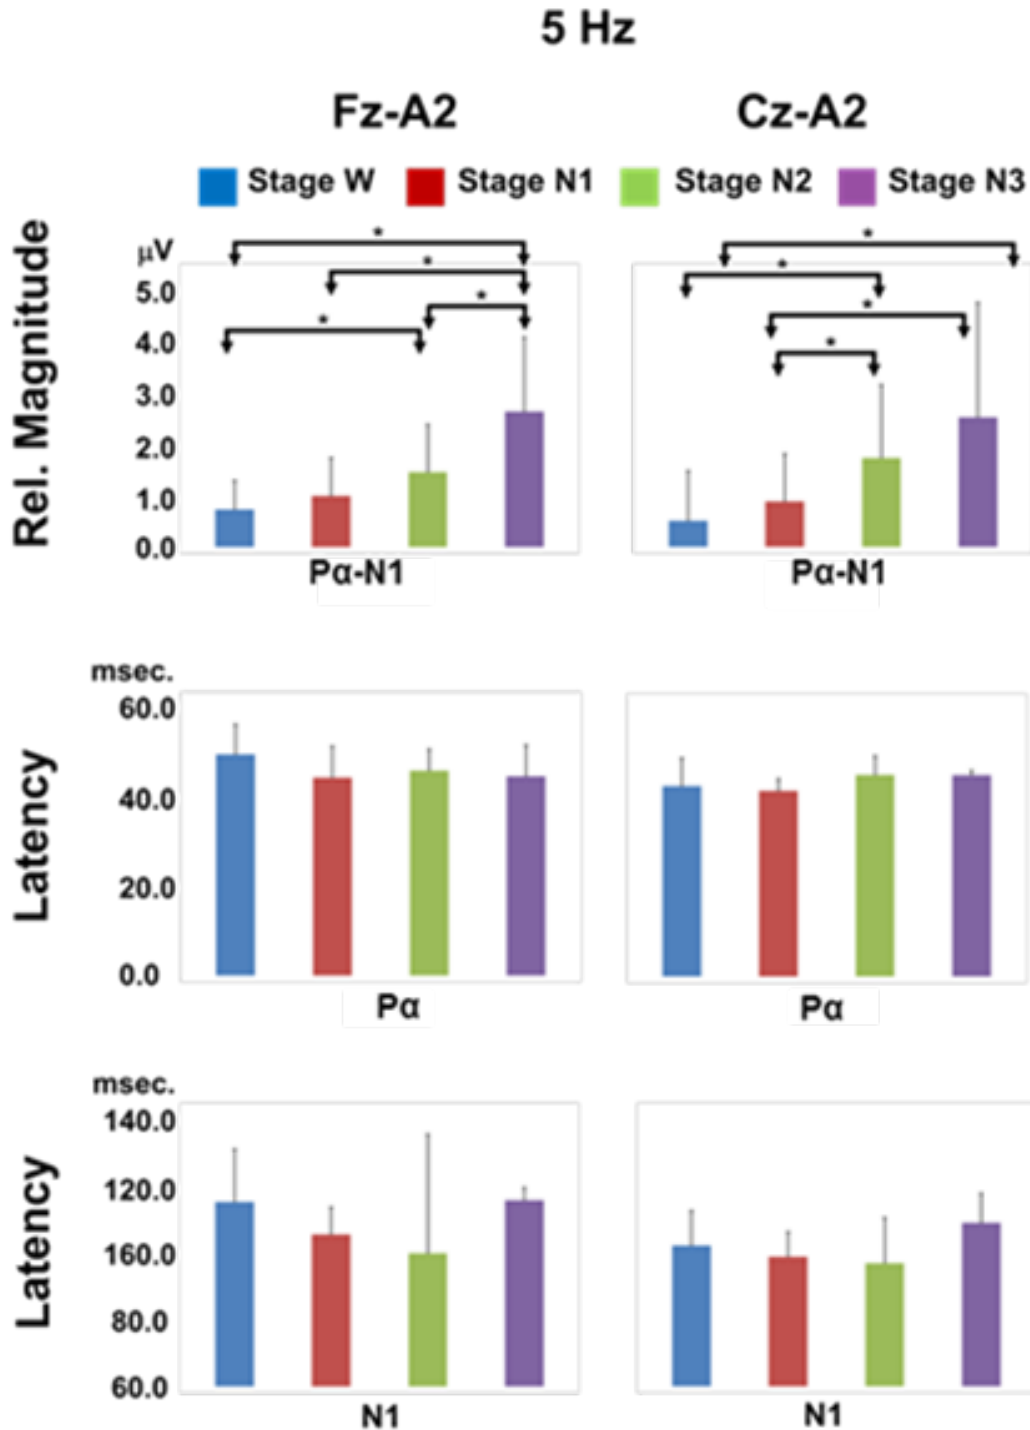 5 Hz
Fz-A2 Cz-A2
Stage W Stage N1 Stage N2 Stage N3
Rel. Magnitude
μV
* *
* *
* *
* *
5.0
4.0
3.0
2.0
1.0
0.0
Pα-N1 Pα-N1
Latency
msec.
60.0
40.0
20.0
0.0
Pα Pα
Latency
msec.
140.0
120.0
160.0
80.0
60.0
N1 N1